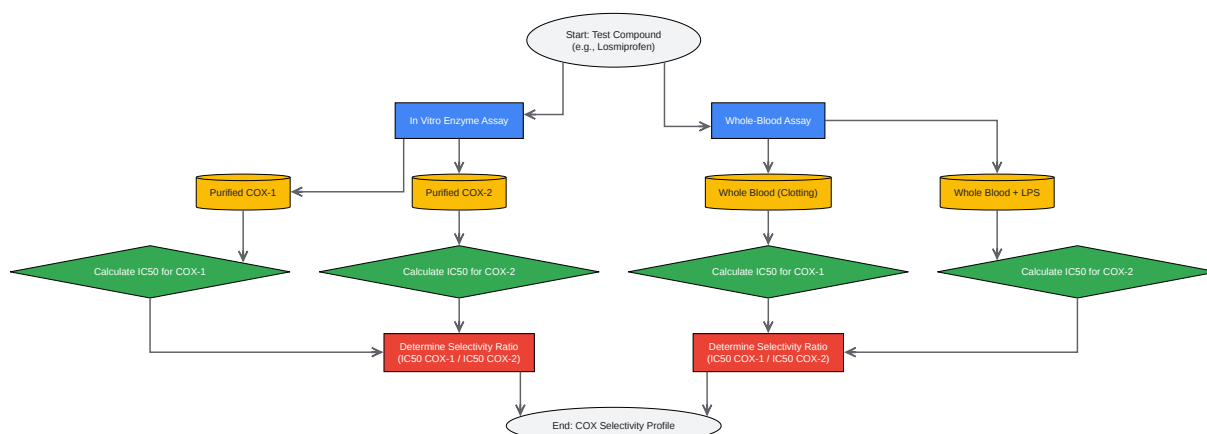 Start: Test Compound
(e.g., Losmiprofen)
In Vitro Enzyme Assay
Whole-Blood Assay
Purified COX-1
Purified COX-2
Whole Blood (Clotting)
Whole Blood + LPS
Calculate IC50 for COX-1
Calculate IC50 for COX-2
Calculate IC50 for COX-1
Calculate IC50 for COX-2
Determine Selectivity Ratio
(IC50 COX-1 / IC50 COX-2)
Determine Selectivity Ratio
(IC50 COX-1 / IC50 COX-2)
End: COX Selectivity Profile